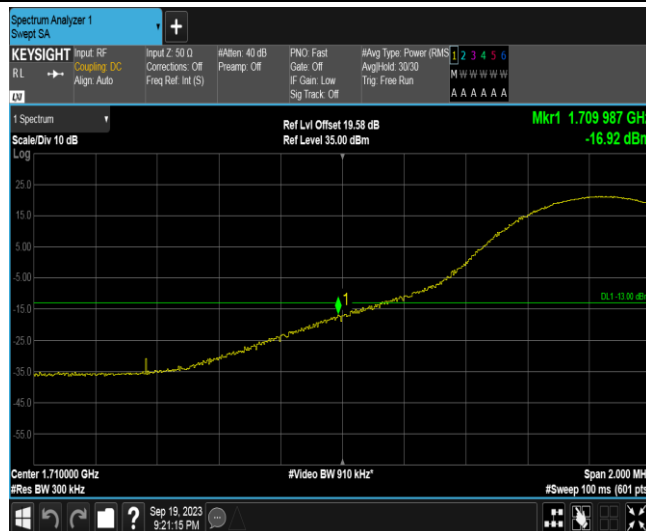 Spectrum Analyzer 1
Swept SA
KEYSIGHT
RL
Input: RF
Coupling: DC
Align: Auto
Input Z: 50 Ω
Corrections: Off
Freq Ref: Int (S)
#Atten: 40 dB
Preamp: Off
PNO: Fast
Gate: Off
IF Gain: Low
Sig Track: Off
#Avg Type: Power (RMS
Avg|Hold: 30/30
Trig: Free Run
1 2 3 4 5 6
M W W W W W
A A A A A A
1 Spectrum
Scale/Div 10 dB
Log
Ref Lvl Offset 19.58 dB
Ref Level 35.00 dBm
Mkr1 1.709 987 GHz
-16.92 dBm
25.0
15.0
5.00
-5.00
-15.0
-25.0
-35.0
-45.0
-55.0
1
DL1 -13.00 dBm
Center 1.710000 GHz
#Res BW 300 kHz
#Video BW 910 kHz*
Span 2.000 MH
#Sweep 100 ms (601 pts
?
Sep 19, 2023
9:21:15 PM